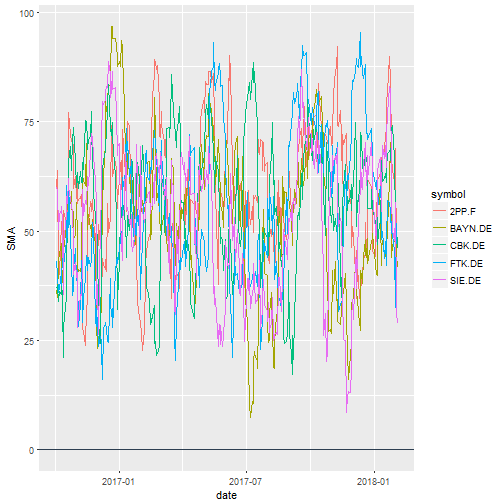 100
75
50
25
0
SMA
2017-01
2017-07
2018-01
date
symbol
2PP.F
BAYN.DE
CBK.DE
FTK.DE
SIE.DE